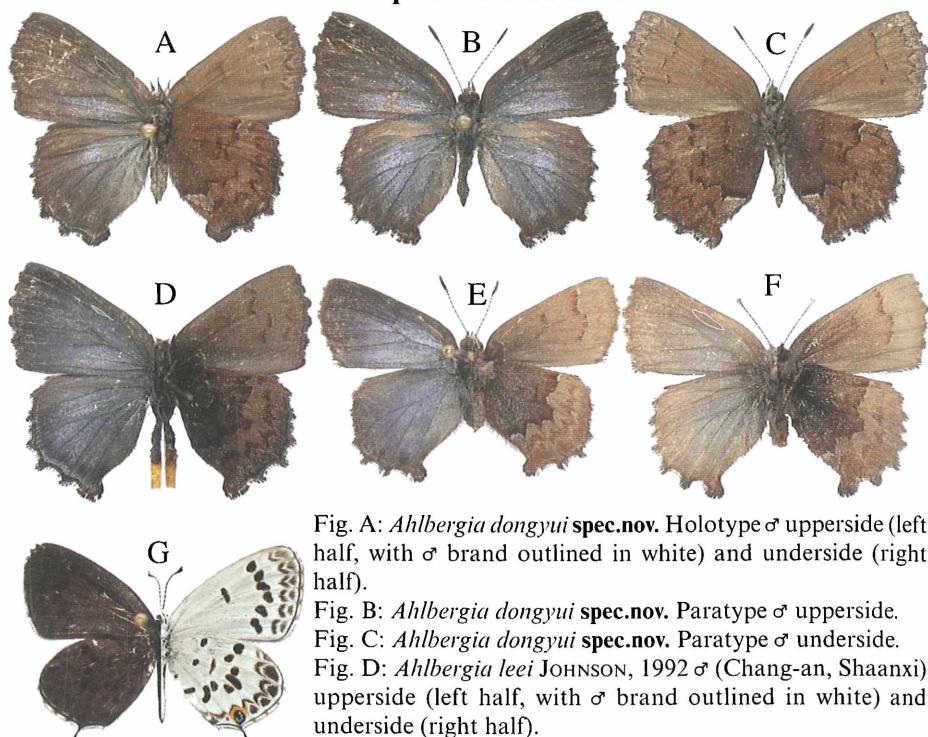 A
B
C
D
E
F
G
Fig. A: Ahlbergia dongyui spec.nov. Holotype ♂ upperside (left
half, with ♂ brand outlined in white) and underside (right
half).
Fig. B: Ahlbergia dongyui spec.nov. Paratype ♂ upperside.
Fig. C: Ahlbergia dongyui spec.nov. Paratype ♂ underside.
Fig. D: Ahlbergia leei JOHNSON, 1992 ♂ (Chang-an, Shaanxi)
upperside (left half, with ♂ brand outlined in white) and
underside (right half).